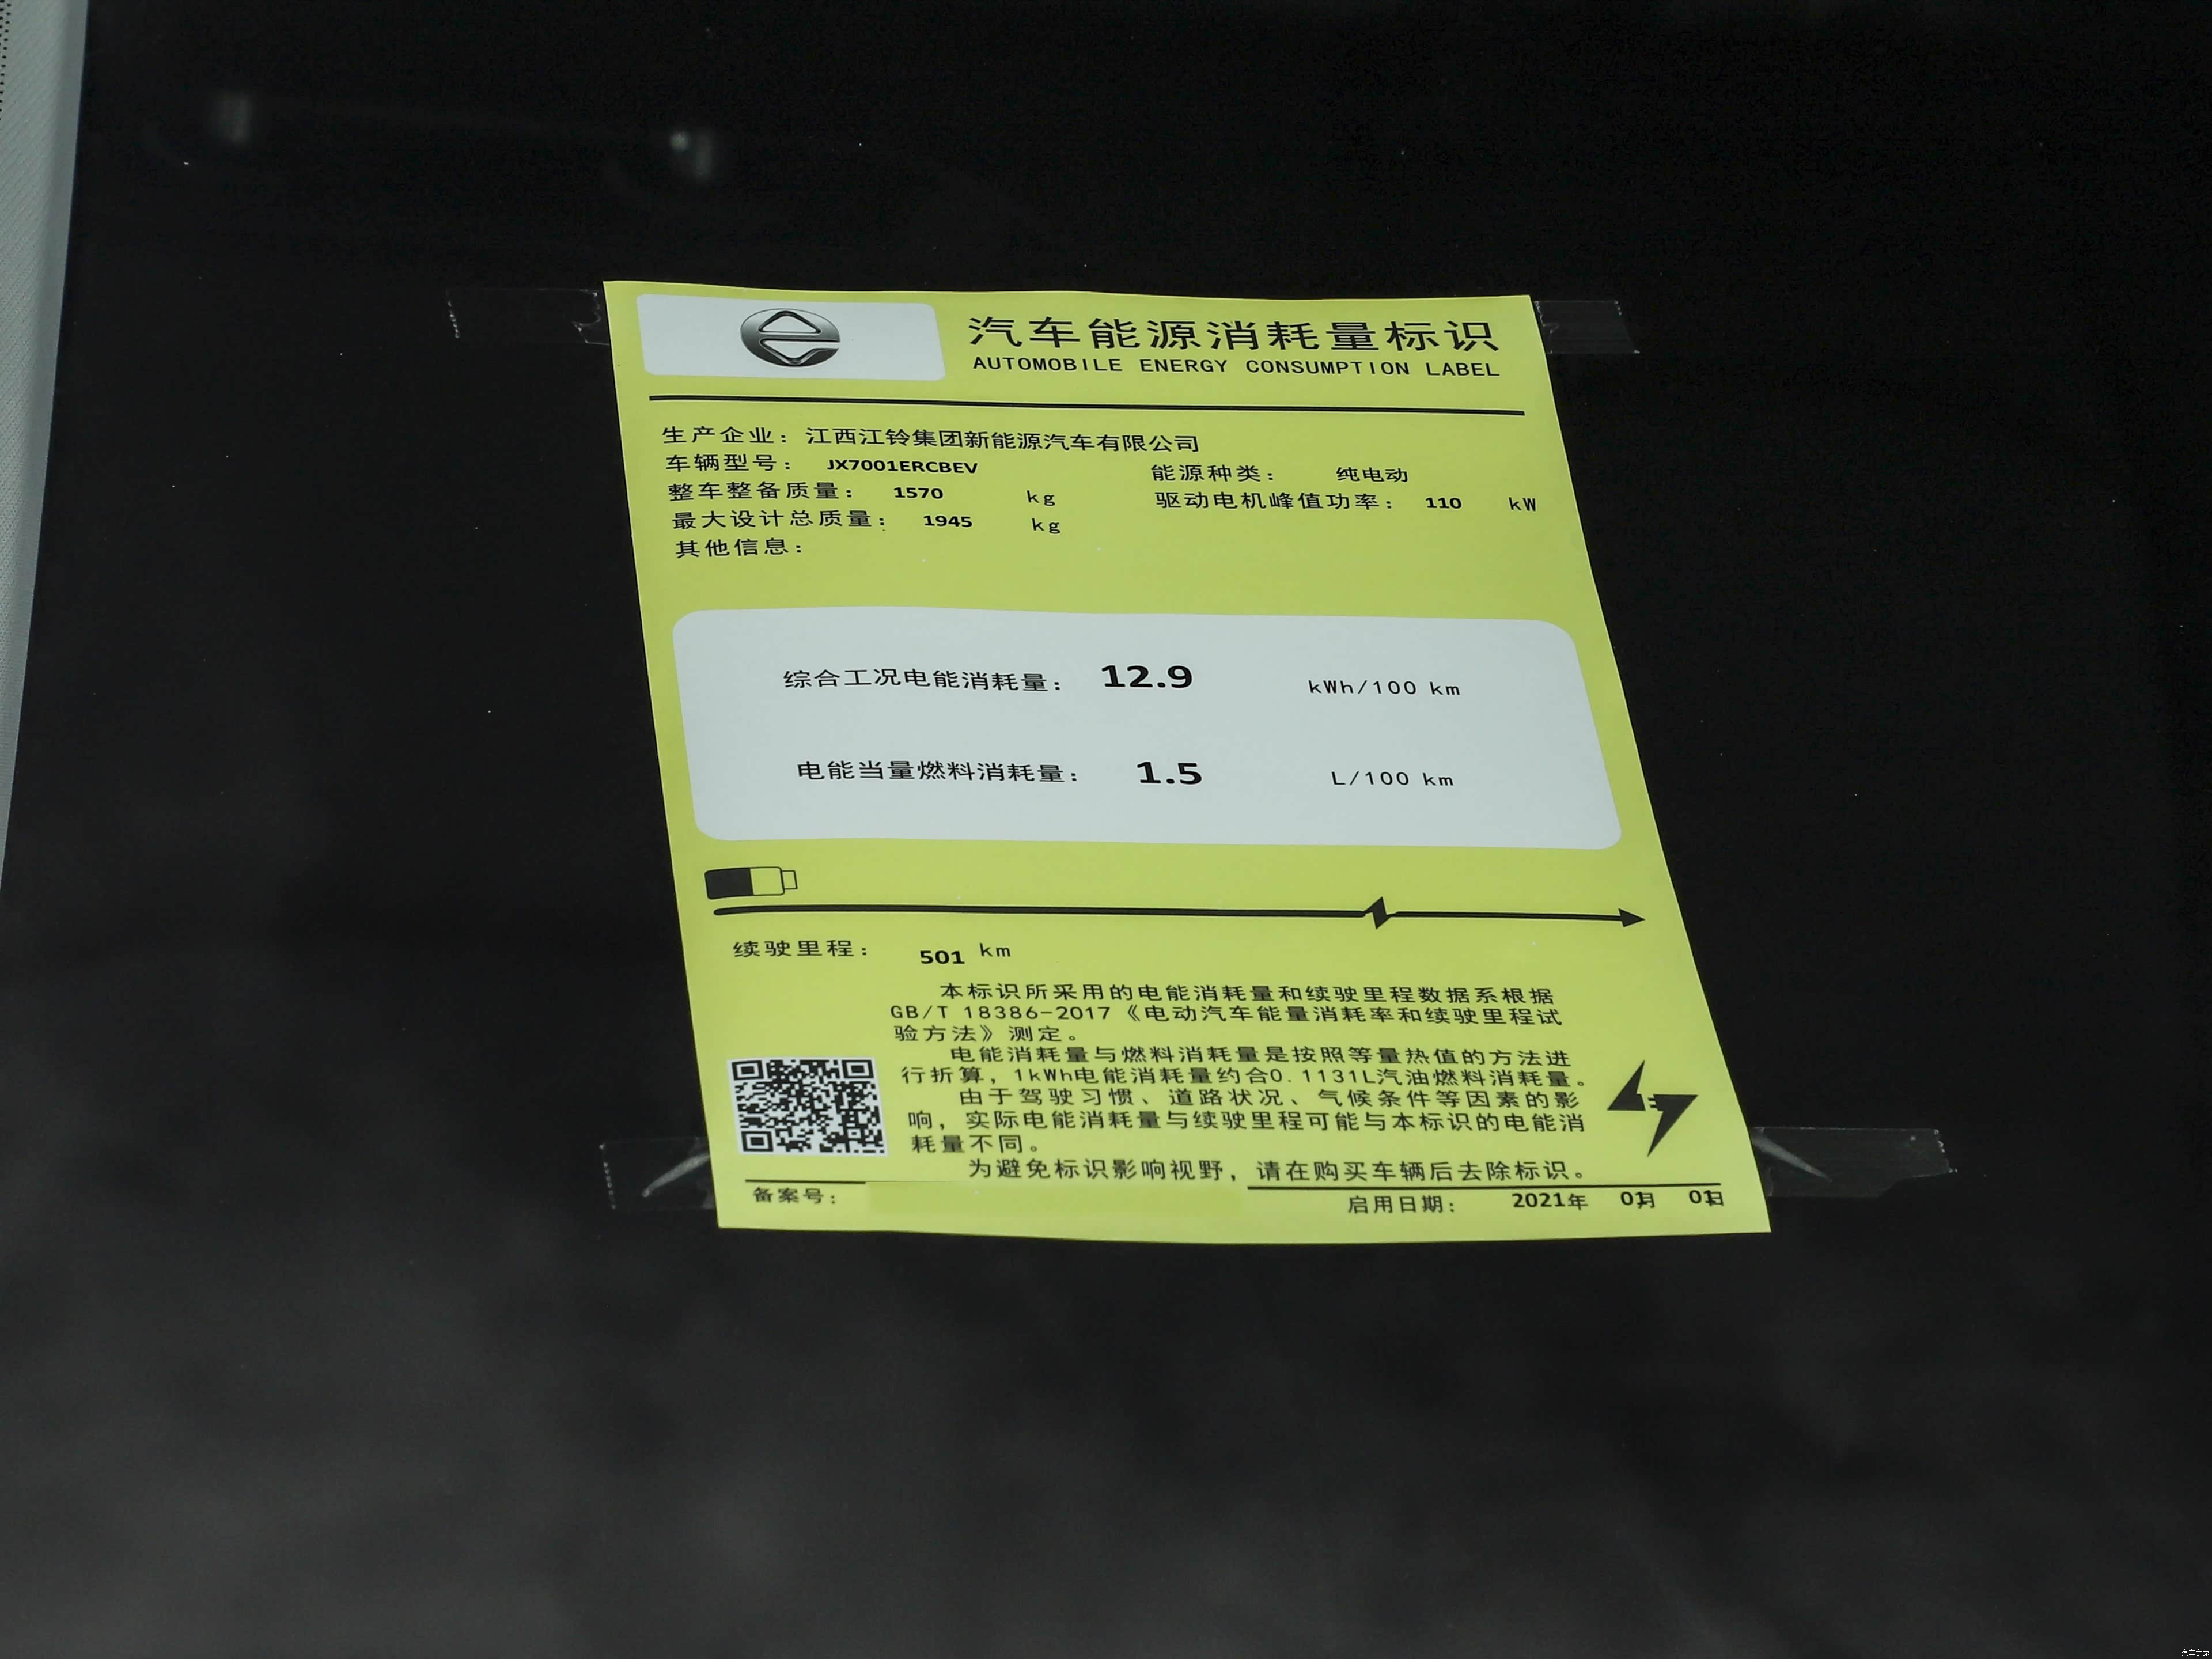 汽车能源消耗量标识
AUTOMOBILE ENERGY CONSUMPTION LABEL
生产企业：江西江铃集团新能源汽车有限公司
车辆型号： JX7001ERCBEV 能源种类： 纯电动
整车整备质量： 1570 kg 驱动电机峰值功率： 110 kW
最大设计总质量： 1945 kg
其他信息：
综合工况电能消耗量： 12.9 kWh/100 km
电能当量燃料消耗量： 1.5 L/100 km
续驶里程： 501 km
本标识所采用的电能消耗量和续驶里程数据系根据
GB/T 18386-2017《电动汽车能量消耗率和续驶里程试
验方法》测定。
电能消耗量与燃料消耗量是按照等量热值的方法进
行折算，1kWh电能消耗量约合0.1131L汽油燃料消耗量。
由于驾驶习惯、道路状况、气候条件等因素的影
响，实际电能消耗量与续驶里程可能与本标识的电能消
耗量不同。
为避免标识影响视野，请在购买车辆后去除标识。
备案号： 启用日期： 2021年 01月 01日
汽车之家